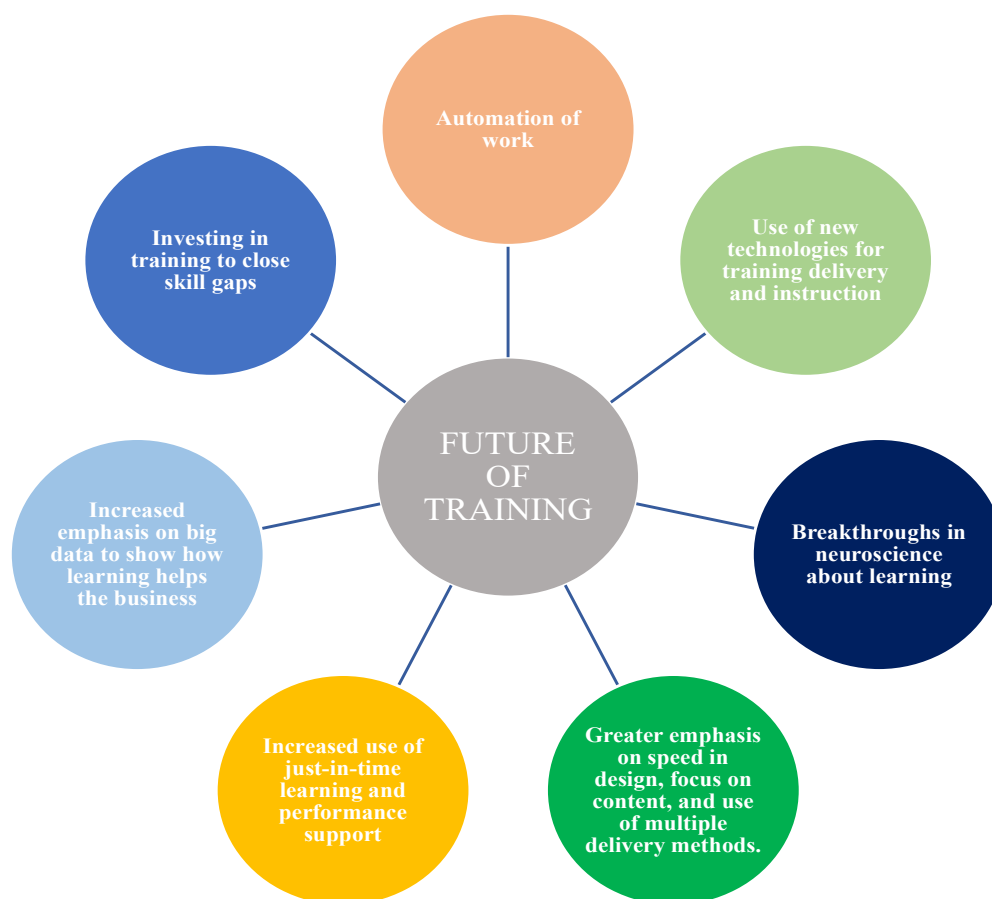 Automation of
work
Use of new
technologies for
training delivery
and instruction
Breakthroughs in
neuroscience
about learning
Greater emphasis
on speed in
design, focus on
content, and use
of multiple
delivery methods.
Increased use of
just-in-time
learning and
performance
support
Increased
emphasis on big
data to show how
learning helps
the business
Investing in
training to close
skill gaps
FUTURE
OF
TRAINING